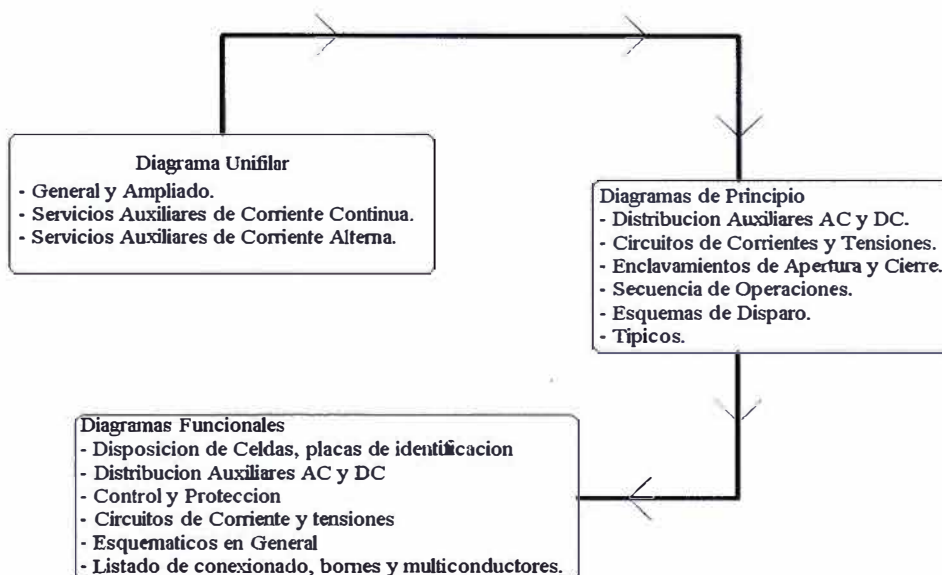 Diagrama Unifilar
- General y Ampliado.
- Servicios Auxiliares de Corriente Continua.
- Servicios Auxiliares de Corriente Alterna.
Diagramas de Principio
- Distribucion Auxiliares AC y DC.
- Circuitos de Corrientes y Tensiones.
- Enclavamientos de Apertura y Cierre.
- Secuencia de Operaciones.
- Esquemas de Disparo.
- Tipicos.
Diagramas Funcionales
- Disposicion de Celdas, placas de identificacion
- Distribucion Auxiliares AC y DC
- Control y Proteccion
- Circuitos de Corriente y tensiones
- Esquematicos en General
- Listado de conexionado, bornes y multiconductores.